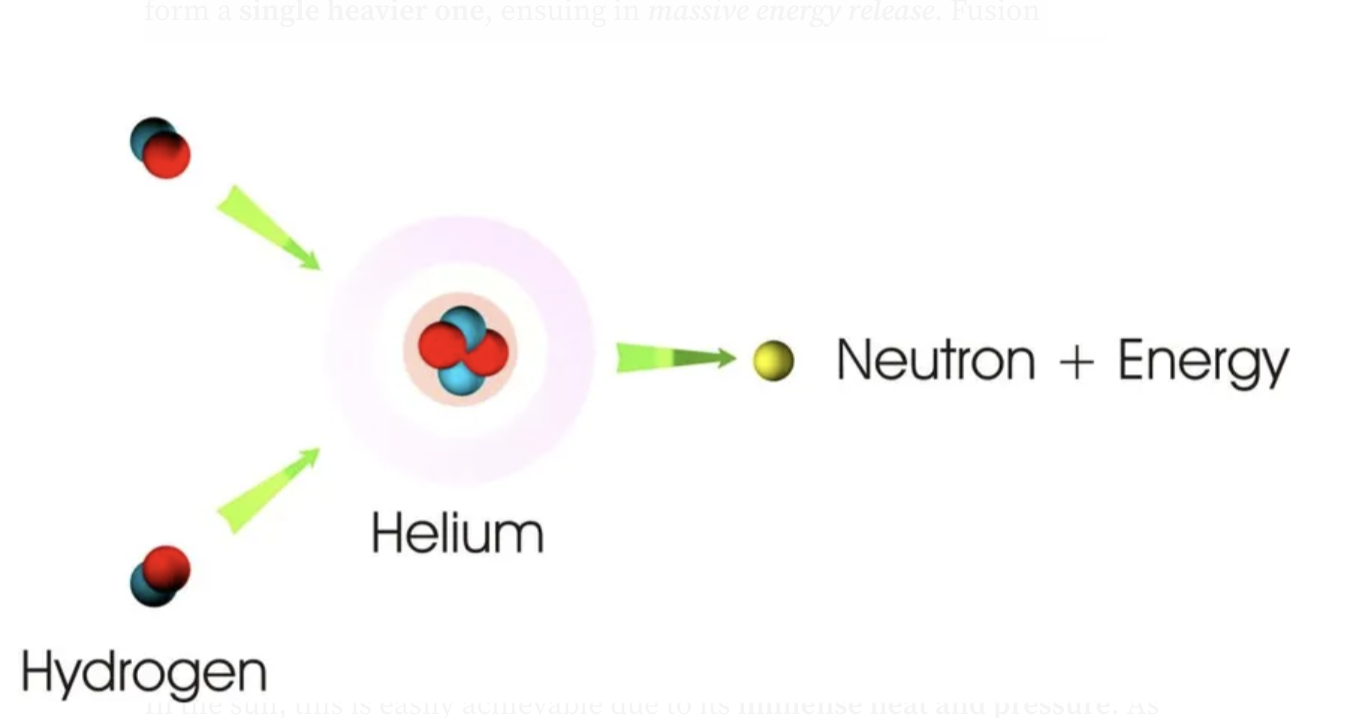 form a single heavier one, ensuing in massive energy release. Fusion
Neutron + Energy
Helium
Hydrogen
In the sun, this is easily achievable due to its immense heat and pressure. As